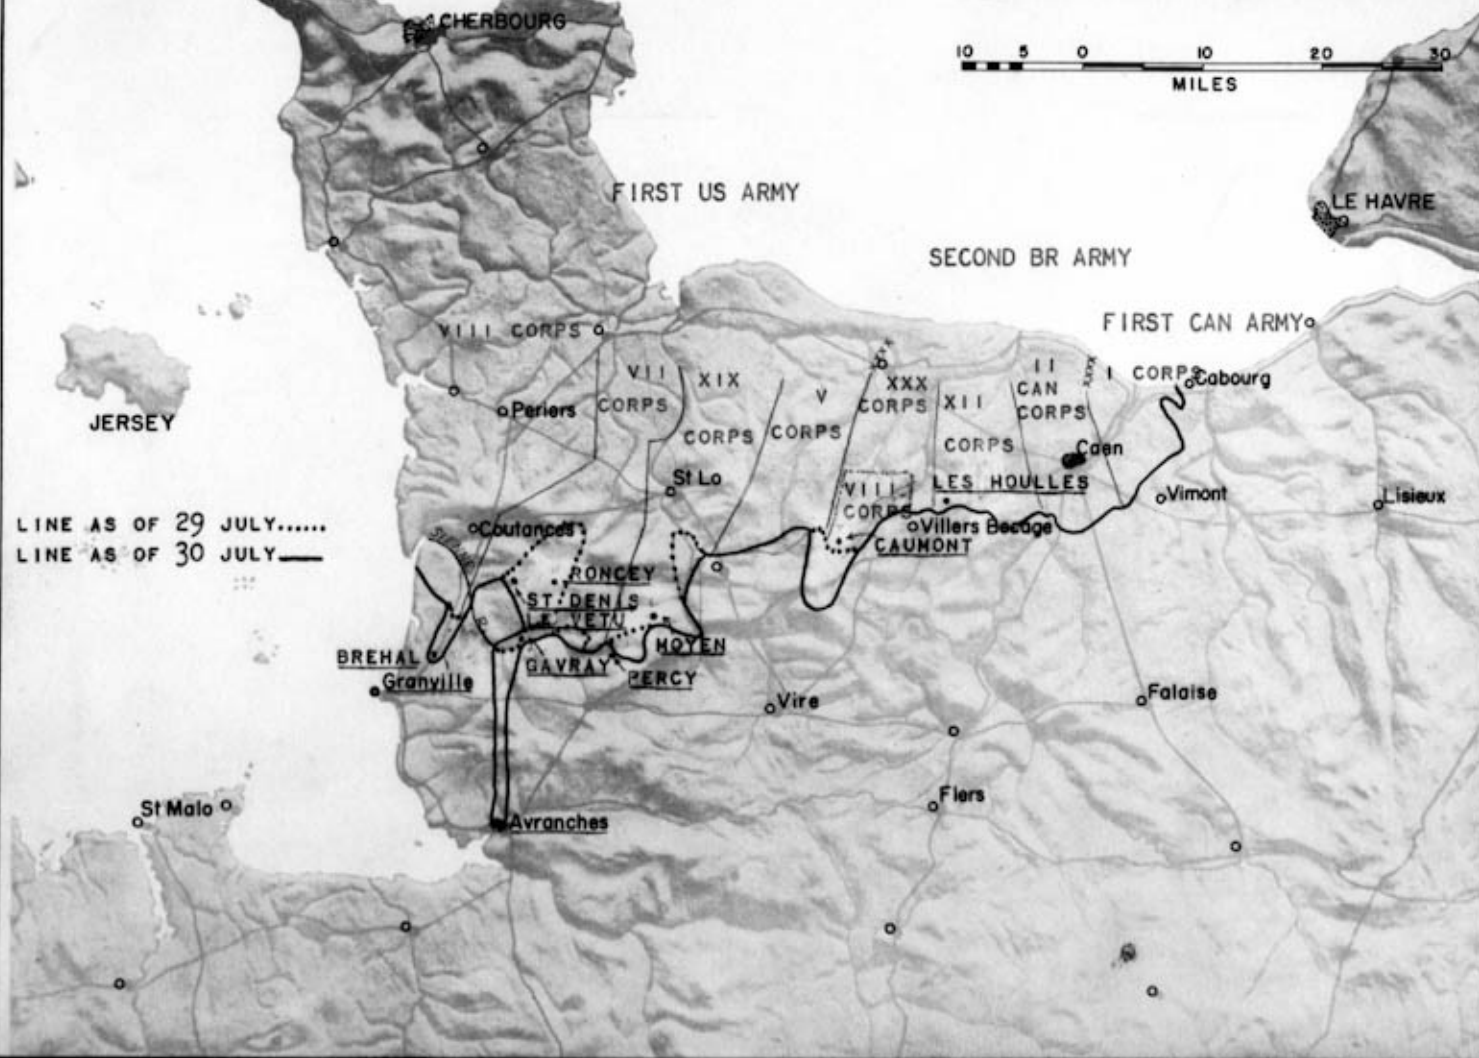 CHERBOURG
10 5 0 10 20 30
MILES
FIRST US ARMY
LE HAVRE
SECOND BR ARMY
FIRST CAN ARMY
VIII CORPS
VII
CORPS
XIX
CORPS
V
CORPS
XXX
CORPS
XII
CORPS
II
CAN
CORPS
XXXX
I CORPS
Cabourg
JERSEY
Periers
Caen
St Lo
VIII
CORPS
LES HOULLES
Vimont
Lisieux
LINE AS OF 29 JULY......
LINE AS OF 30 JULY
Coutances
Villers Bocage
CAUMONT
RONCEY
ST DENIS
LE VETU
MOYEN
BREHAL
GAVRAY
PERCY
Granville
Vire
Falaise
St Malo
Flers
Avranches